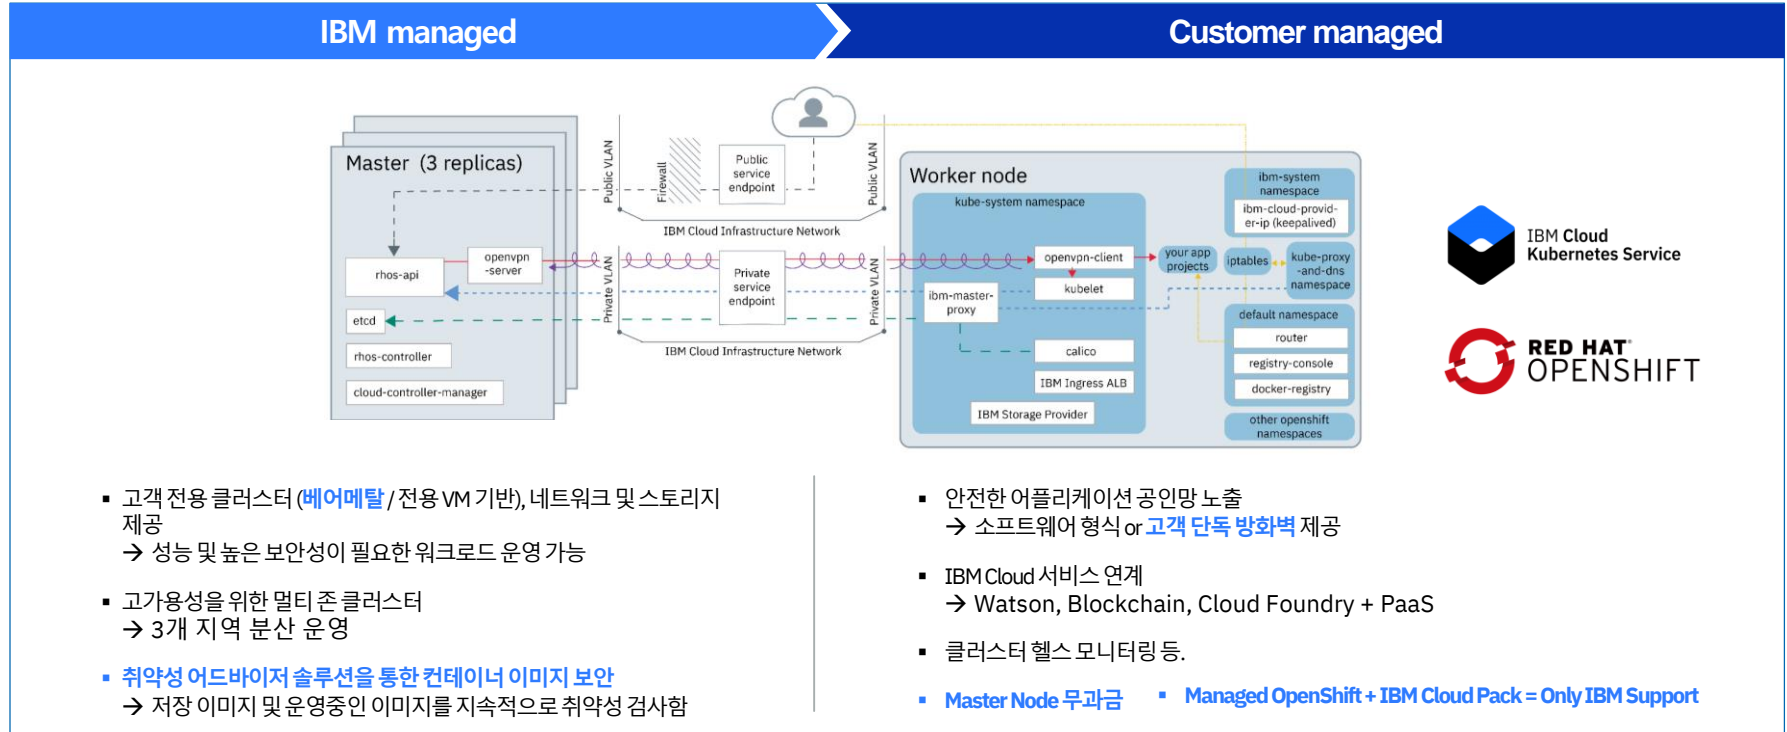 IBM managed
Customer managed
Master (3 replicas)
rhos-api
openvpn
-server
etcd
rhos-controller
cloud-controller-manager
Public VLAN
Firewall
Public
service
endpoint
Public VLAN
IBM Cloud Infrastructure Network
Private VLAN
Private
service
endpoint
Private VLAN
IBM Cloud Infrastructure Network
Worker node
kube-system namespace
openvpn-client
kubelet
ibm-master-
proxy
calico
IBM Ingress ALB
IBM Storage Provider
your app
projects
iptables
ibm-system
namespace
ibm-cloud-provid-
er-ip (keepalived)
kube-proxy
-and-dns
namespace
default namespace
router
registry-console
docker-registry
other openshift
namespaces
IBM Cloud
Kubernetes Service
RED HAT®
OPENSHIFT
▪ 고객 전용 클러스터 (베어메탈 / 전용 VM 기반), 네트워크 및 스토리지
제공
→ 성능 및 높은 보안성이 필요한 워크로드 운영 가능
▪ 고가용성을 위한 멀티 존 클러스터
→ 3개 지역 분산 운영
▪ 취약성 어드바이저 솔루션을 통한 컨테이너 이미지 보안
→ 저장 이미지 및 운영중인 이미지를 지속적으로 취약성 검사함
▪ 안전한 어플리케이션 공인망 노출
→ 소프트웨어 형식 or 고객 단독 방화벽 제공
▪ IBM Cloud 서비스 연계
→ Watson, Blockchain, Cloud Foundry + PaaS
▪ 클러스터 헬스 모니터링 등.
▪ Master Node 무과금
▪ Managed OpenShift + IBM Cloud Pack = Only IBM Support